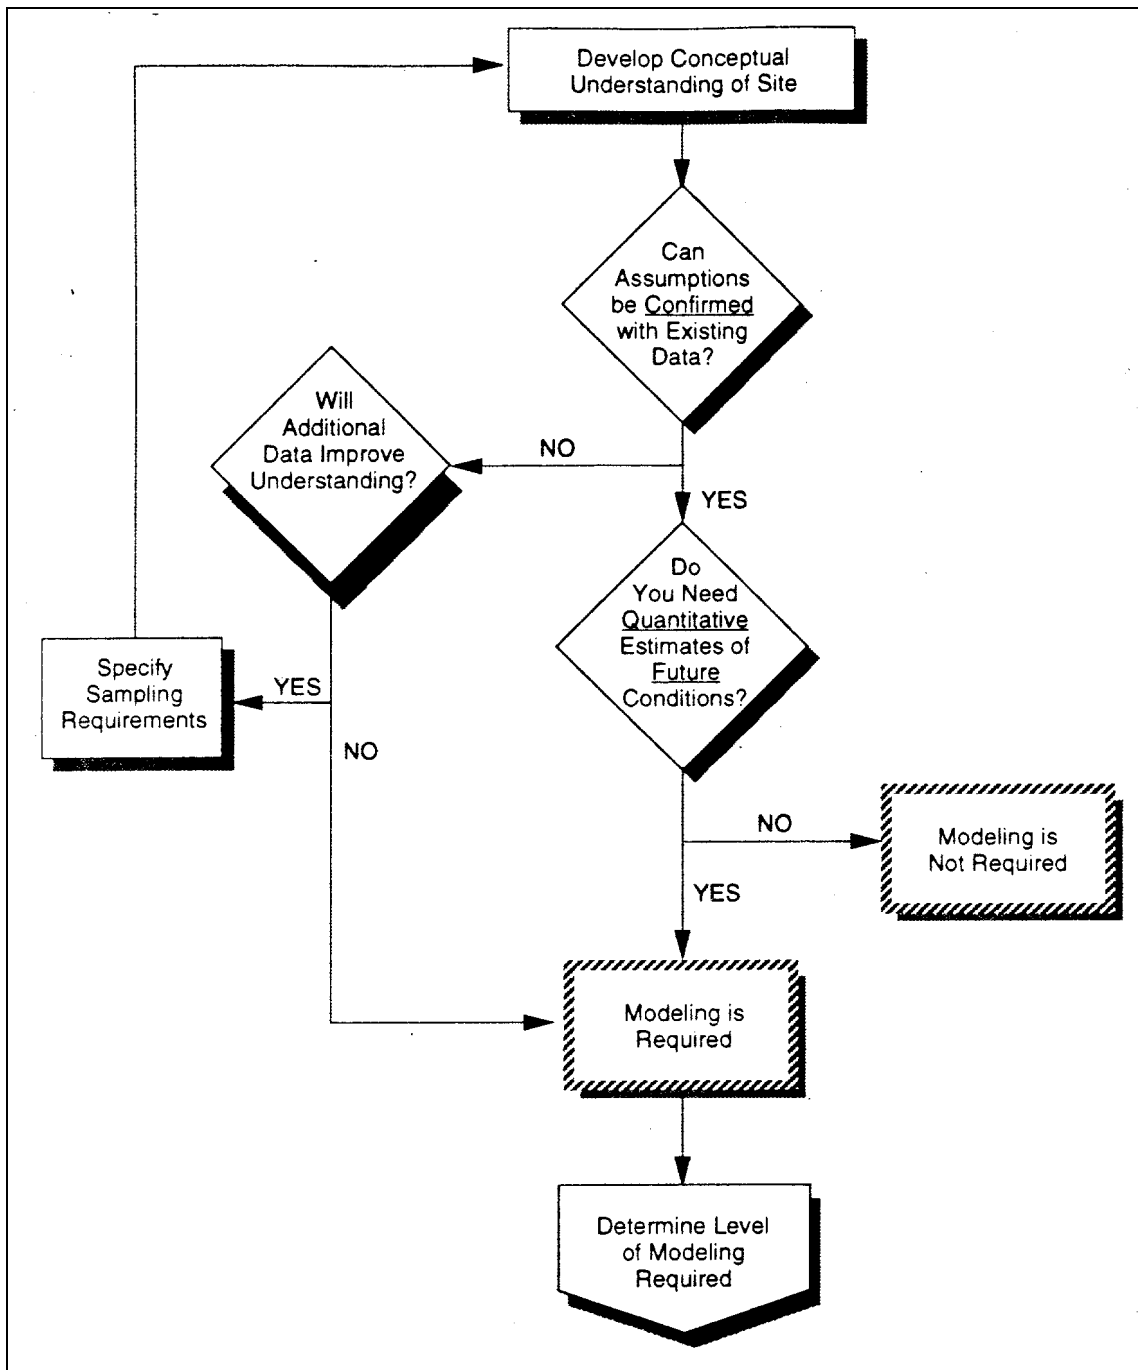 Develop Conceptual
Understanding of Site
Can
Assumptions
be Confirmed
with Existing
Data?
Will
Additional
Data Improve
Understanding?
NO
YES
Do
You Need
Quantitative
Estimates of
Future
Conditions?
Specify
Sampling
Requirements
YES
NO
NO
Modeling is
Not Required
YES
Modeling is
Required
Determine Level
of Modeling
Required